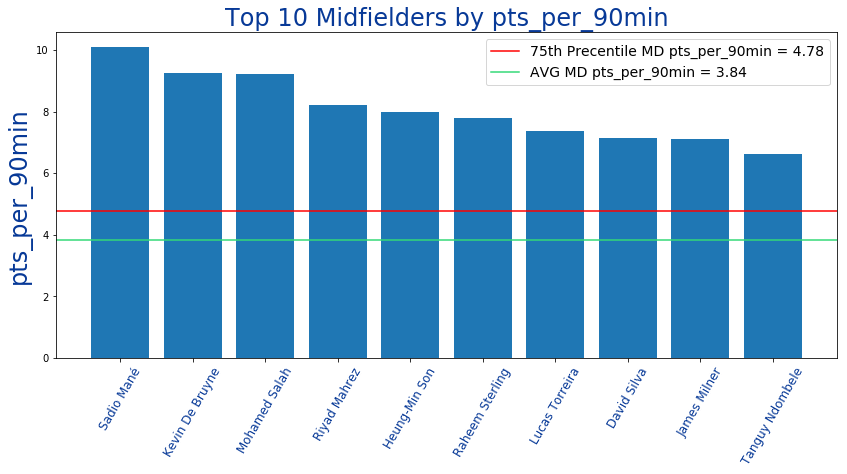 Top 10 Midfielders by pts_per_90min
75th Precentile MD pts_per_90min = 4.78
AVG MD pts_per_90min = 3.84
pts_per_90min
10
8
6
4
2
0
Sadio Mané
Kevin De Bruyne
Mohamed Salah
Riyad Mahrez
Heung-Min Son
Raheem Sterling
Lucas Torreira
David Silva
James Milner
Tanguy Ndombele